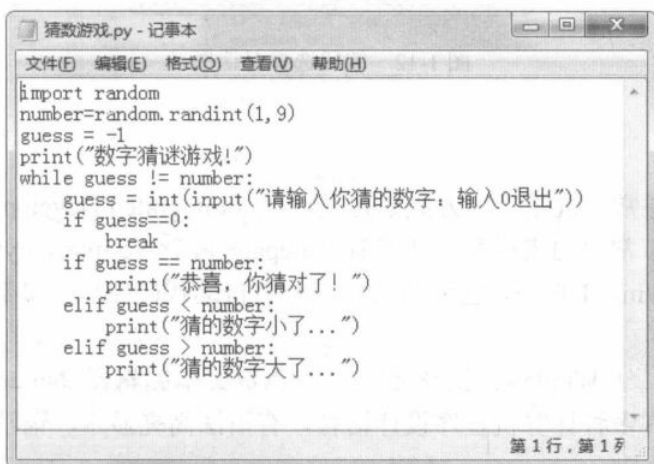 猜数游戏.py - 记事本
文件(F) 编辑(E) 格式(O) 查看(V) 帮助(H)
import random
number=random.randint(1,9)
guess = -1
print("数字猜谜游戏!")
while guess != number:
    guess = int(input("请输入你猜的数字：输入0退出"))
    if guess==0:
        break
    if guess == number:
        print("恭喜，你猜对了！")
    elif guess < number:
        print("猜的数字小了...")
    elif guess > number:
        print("猜的数字大了...")
第1行，第1列